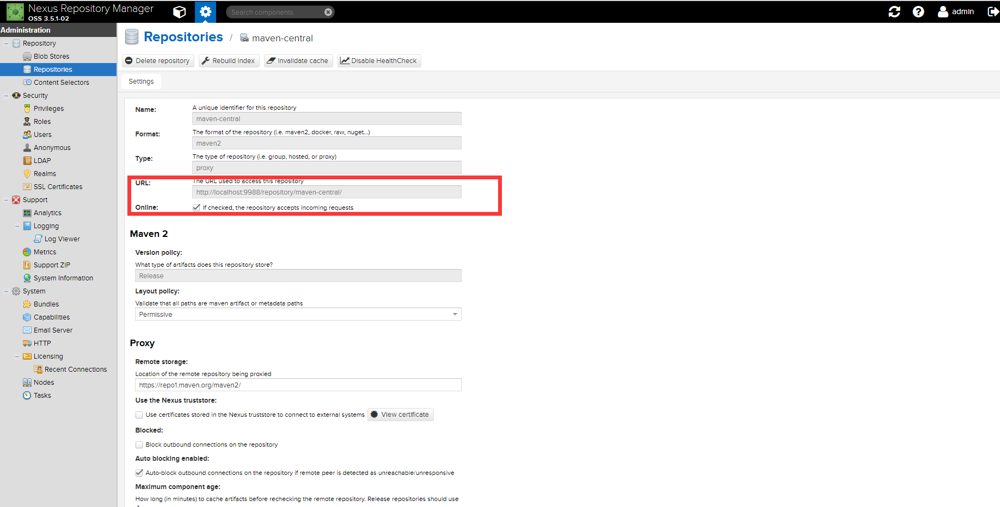 Nexus Repository Manager
OSS 3.5.1-02
Search components
admin
Administration
Repository
Blob Stores
Repositories
Content Selectors
Security
Privileges
Roles
Users
Anonymous
LDAP
Realms
SSL Certificates
Support
Analytics
Logging
Log Viewer
Metrics
Support ZIP
System Information
System
Bundles
Capabilities
Email Server
HTTP
Licensing
Recent Connections
Nodes
Tasks
Repositories / maven-central
Delete repository Rebuild index Invalidate cache Disable HealthCheck
Settings
Name: A unique identifier for this repository
maven-central
Format: The format of the repository (i.e. maven2, docker, raw, nuget...)
maven2
Type: The type of repository (i.e. group, hosted, or proxy)
proxy
URL: The URL used to access this repository
http://localhost:9988/repository/maven-central/
Online: If checked, the repository accepts incoming requests
Maven 2
Version policy:
What type of artifacts does this repository store?
Release
Layout policy:
Validate that all paths are maven artifact or metadata paths
Permissive
Proxy
Remote storage:
Location of the remote repository being proxied
https://repo1.maven.org/maven2/
Use the Nexus truststore:
Use certificates stored in the Nexus truststore to connect to external systems View certificate
Blocked:
Block outbound connections on the repository
Auto blocking enabled:
Auto-block outbound connections on the repository if remote peer is detected as unreachable/unresponsive
Maximum component age:
How long (in minutes) to cache artifacts before rechecking the remote repository. Release repositories should use